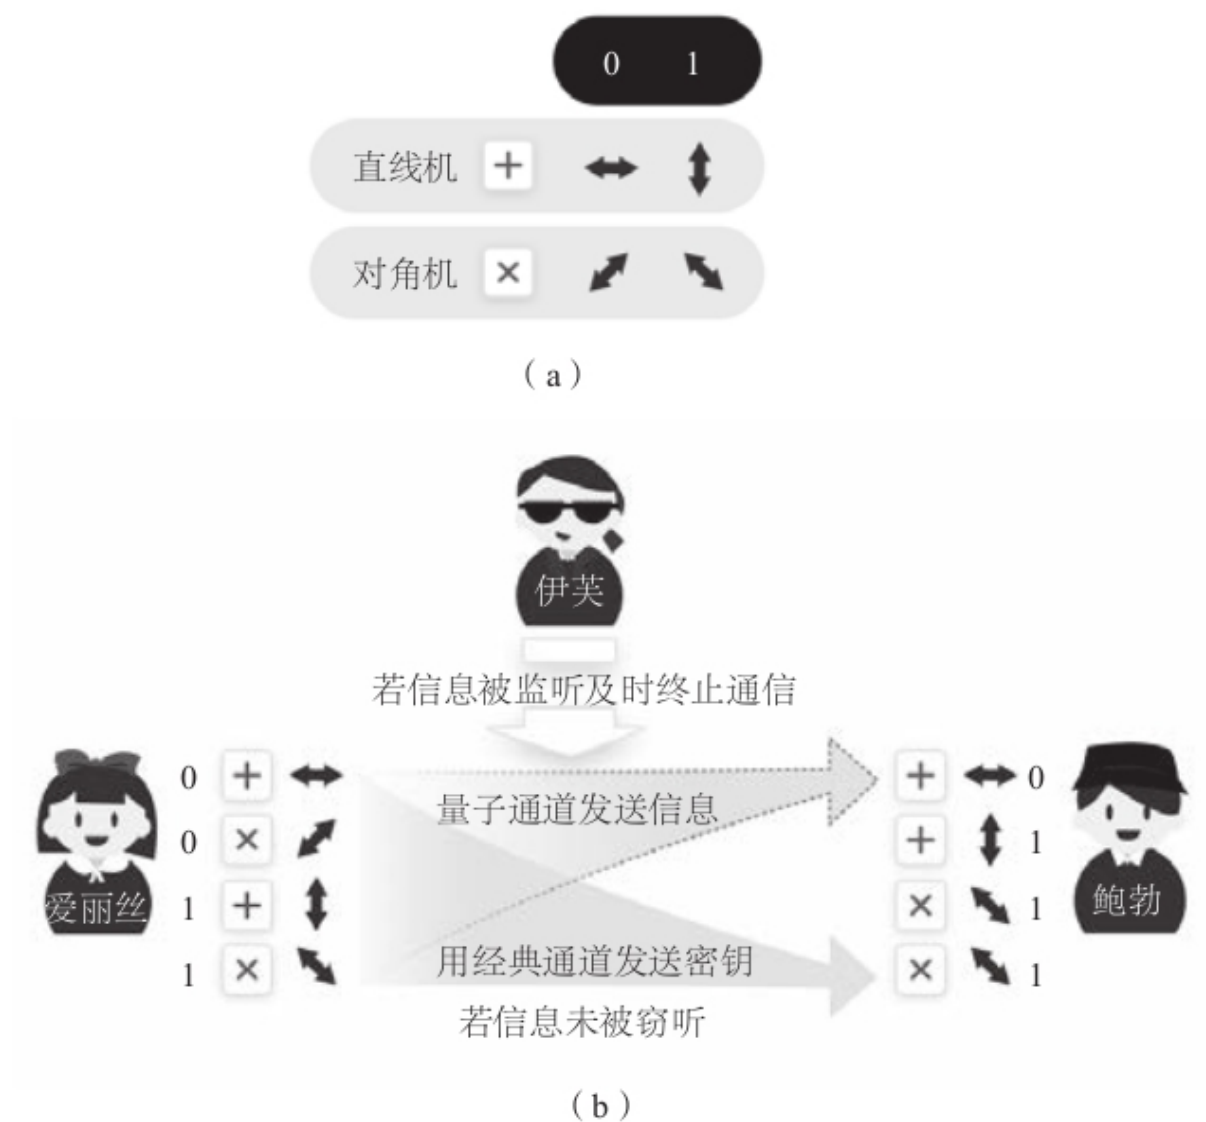 0 1
直线机 +
对角机 ×
（a）
伊芙
若信息被监听及时终止通信
0 + + 0
量子通道发送信息
0 × + 1
爱丽丝 1 + × 1 鲍勃
用经典通道发送密钥
1 × × 1
若信息未被窃听
（b）